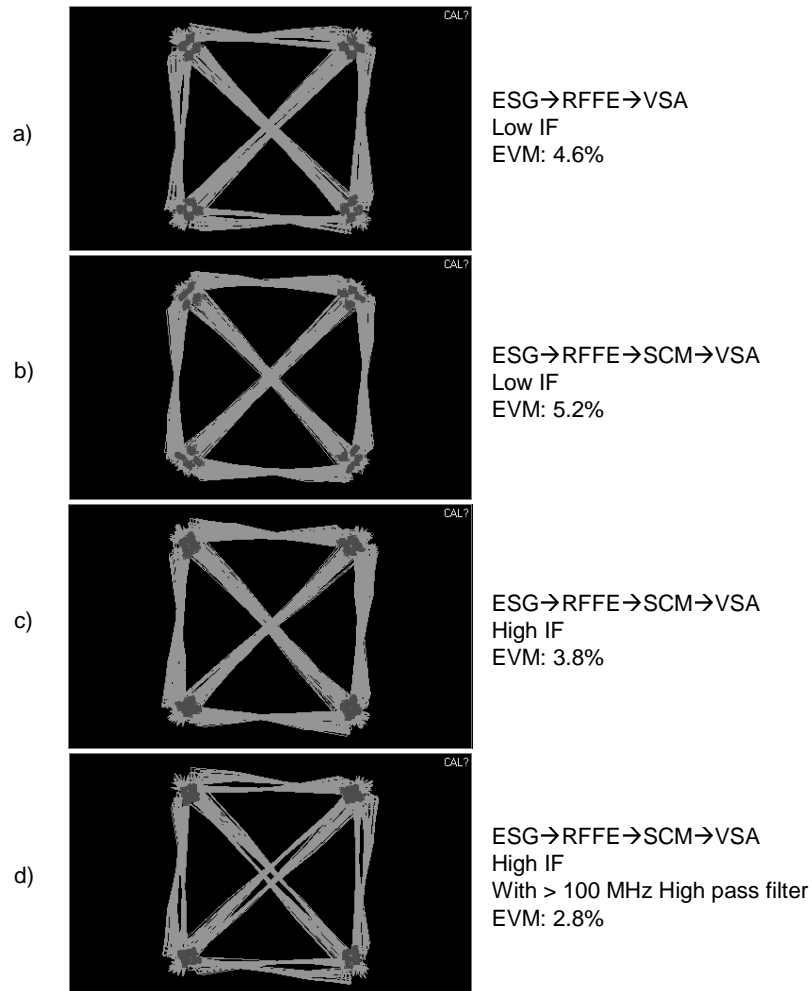 CAL?
a)
ESG→RFFE→VSA
Low IF
EVM: 4.6%
CAL?
b)
ESG→RFFE→SCM→VSA
Low IF
EVM: 5.2%
CAL?
c)
ESG→RFFE→SCM→VSA
High IF
EVM: 3.8%
CAL?
d)
ESG→RFFE→SCM→VSA
High IF
With > 100 MHz High pass filter
EVM: 2.8%